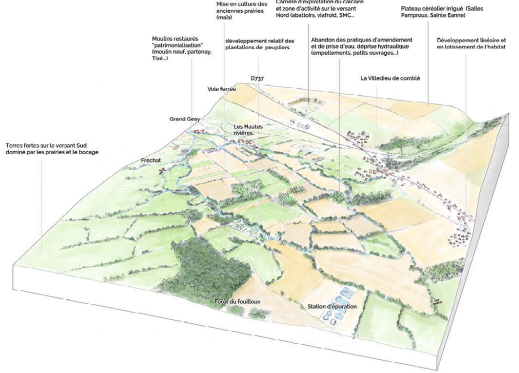 Mise en culture des
anciennes prairies
(maïs)
Carrière d'exploitation du calcaire
et zone d'activité sur le versant
Nord (abattoirs, viafroid, SMC...
Plateau céréalier irrigué (Salles
Pamproux, Sainte Eanne)
Moulins restaurés
"patrimonialisation"
(moulin neuf, partenay,
Tisé...)
développement relatif des
plantations de peupliers
Abandon des pratiques d'amendement
et de prise d'eau, déprise hydraulique
(empellements, petits ouvrages...)
Développement linéaire et
en lotissement de l'habitat
D737
La Villedieu de comblé
Voie ferrée
Grand Geay
Les Hautes
rivières
Terres fortes sur le versant Sud
dominé par les prairies et le bocage
Fréchat
Forêt du fouilloux
Station d'épuration